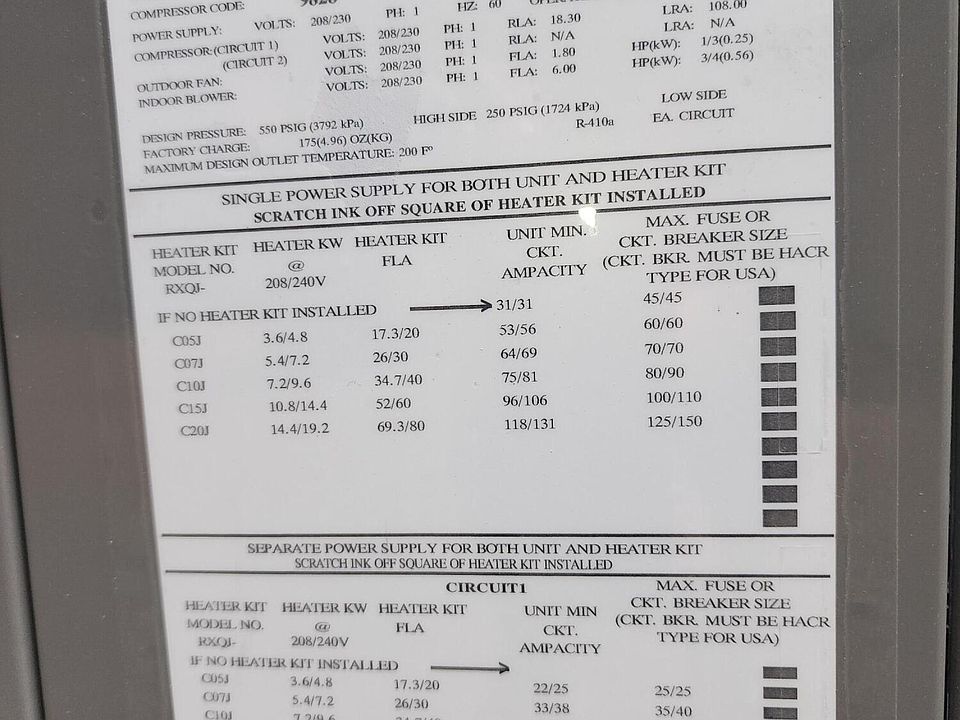 COMPRESSOR CODE: 9828 PH: 1 HZ: 60
POWER SUPPLY: VOLTS: 208/230 PH: 1 RLA: 18.30 LRA: 108.00
COMPRESSOR:(CIRCUIT 1) VOLTS: 208/230 PH: 1 RLA: N/A LRA: N/A
(CIRCUIT 2) VOLTS: 208/230 PH: 1 FLA: 1.80 HP(kW): 1/3(0.25)
OUTDOOR FAN: VOLTS: 208/230 PH: 1 FLA: 6.00 HP(kW): 3/4(0.56)
INDOOR BLOWER: VOLTS: 208/230
DESIGN PRESSURE: 550 PSIG (3792 kPa) HIGH SIDE 250 PSIG (1724 kPa) LOW SIDE
FACTORY CHARGE: 175(4.96) OZ(KG) R-410a EA. CIRCUIT
MAXIMUM DESIGN OUTLET TEMPERATURE: 200 F°
SINGLE POWER SUPPLY FOR BOTH UNIT AND HEATER KIT
SCRATCH INK OFF SQUARE OF HEATER KIT INSTALLED
HEATER KIT HEATER KW HEATER KIT UNIT MIN. MAX. FUSE OR
MODEL NO. @ FLA CKT. CKT. BREAKER SIZE
RXQJ- 208/240V AMPACITY (CKT. BKR. MUST BE HACR
TYPE FOR USA)
IF NO HEATER KIT INSTALLED 31/31 45/45
C05J 3.6/4.8 17.3/20 53/56 60/60
C07J 5.4/7.2 26/30 64/69 70/70
C10J 7.2/9.6 34.7/40 75/81 80/90
C15J 10.8/14.4 52/60 96/106 100/110
C20J 14.4/19.2 69.3/80 118/131 125/150
SEPARATE POWER SUPPLY FOR BOTH UNIT AND HEATER KIT
SCRATCH INK OFF SQUARE OF HEATER KIT INSTALLED
CIRCUIT1
HEATER KIT HEATER KW HEATER KIT UNIT MIN MAX. FUSE OR
MODEL NO. @ FLA CKT. CKT. BREAKER SIZE
RXQJ- 208/240V AMPACITY (CKT. BKR. MUST BE HACR
TYPE FOR USA)
IF NO HEATER KIT INSTALLED
C05J 3.6/4.8 17.3/20 22/25 25/25
C07J 5.4/7.2 26/30 33/38 35/40
C10J 7.2/9.6